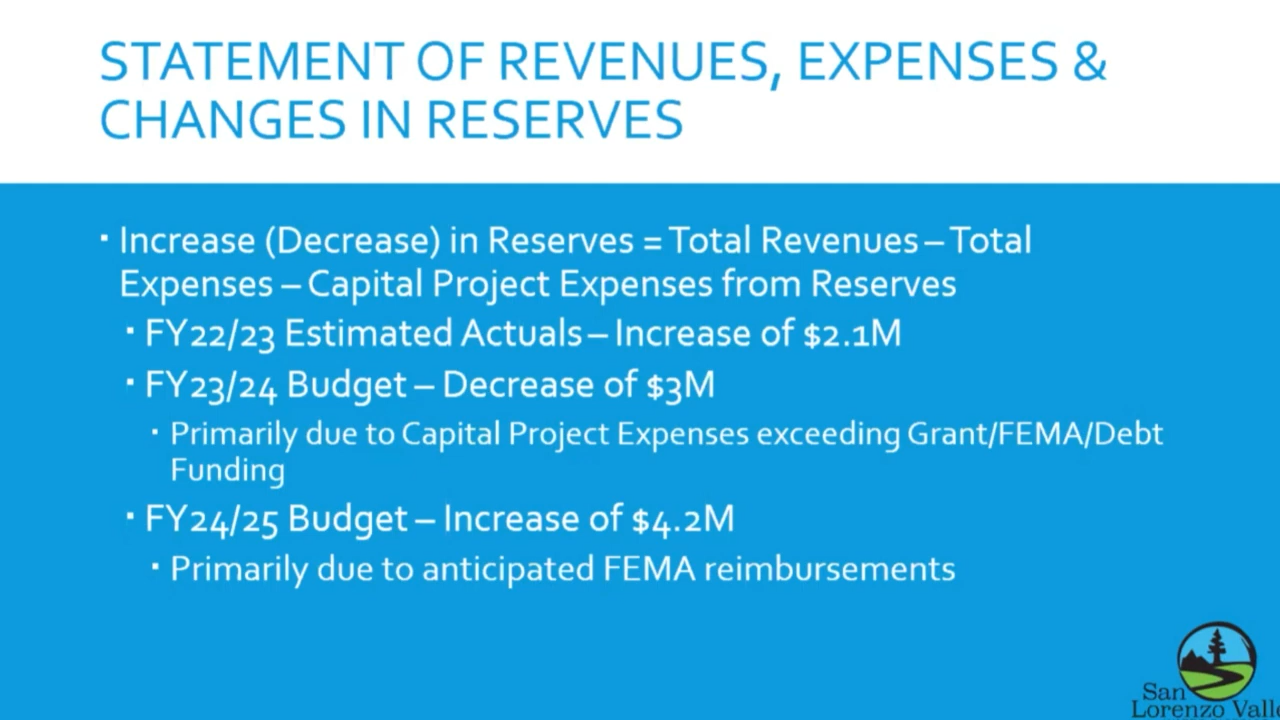 STATEMENT OF REVENUES, EXPENSES &
CHANGES IN RESERVES
▪ Increase (Decrease) in Reserves = Total Revenues – Total
Expenses – Capital Project Expenses from Reserves
▪ FY22/23 Estimated Actuals – Increase of $2.1M
▪ FY23/24 Budget – Decrease of $3M
▪ Primarily due to Capital Project Expenses exceeding Grant/FEMA/Debt
Funding
▪ FY24/25 Budget – Increase of $4.2M
▪ Primarily due to anticipated FEMA reimbursements
San
Lorenzo Valle